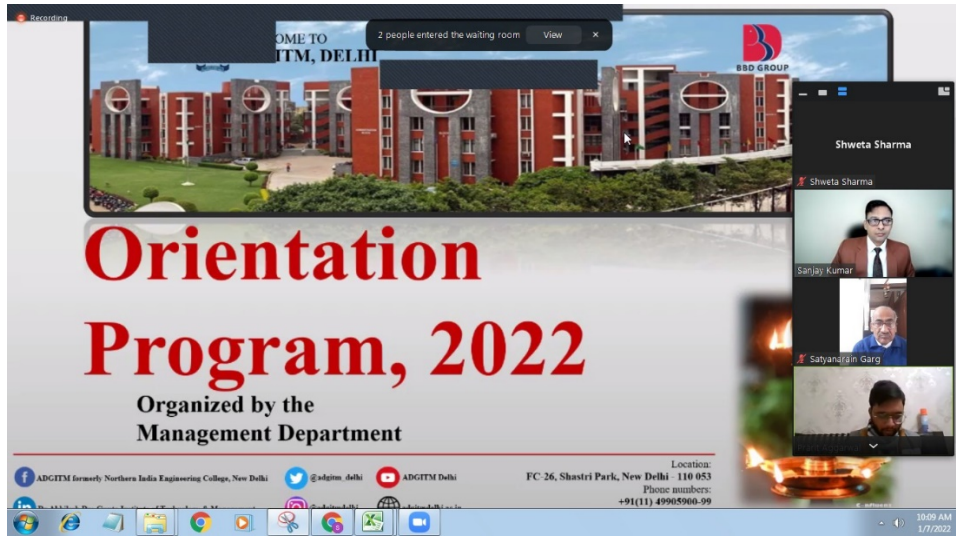 Recording
2 people entered the waiting room View ×
OME TO
ITM, DELHI
BBD GROUP
Shweta Sharma
Shweta Sharma
Sanjay Kumar
Satyanarain Garg
Orientation
Program, 2022
Organized by the
Management Department
ADGITM formerly Northern India Engineering College, New Delhi
@adgitm_delhi
ADGITM Delhi
Location:
FC-26, Shastri Park, New Delhi - 110 053
Phone numbers:
+91(11) 49905900-99
10:09 AM
1/7/2022